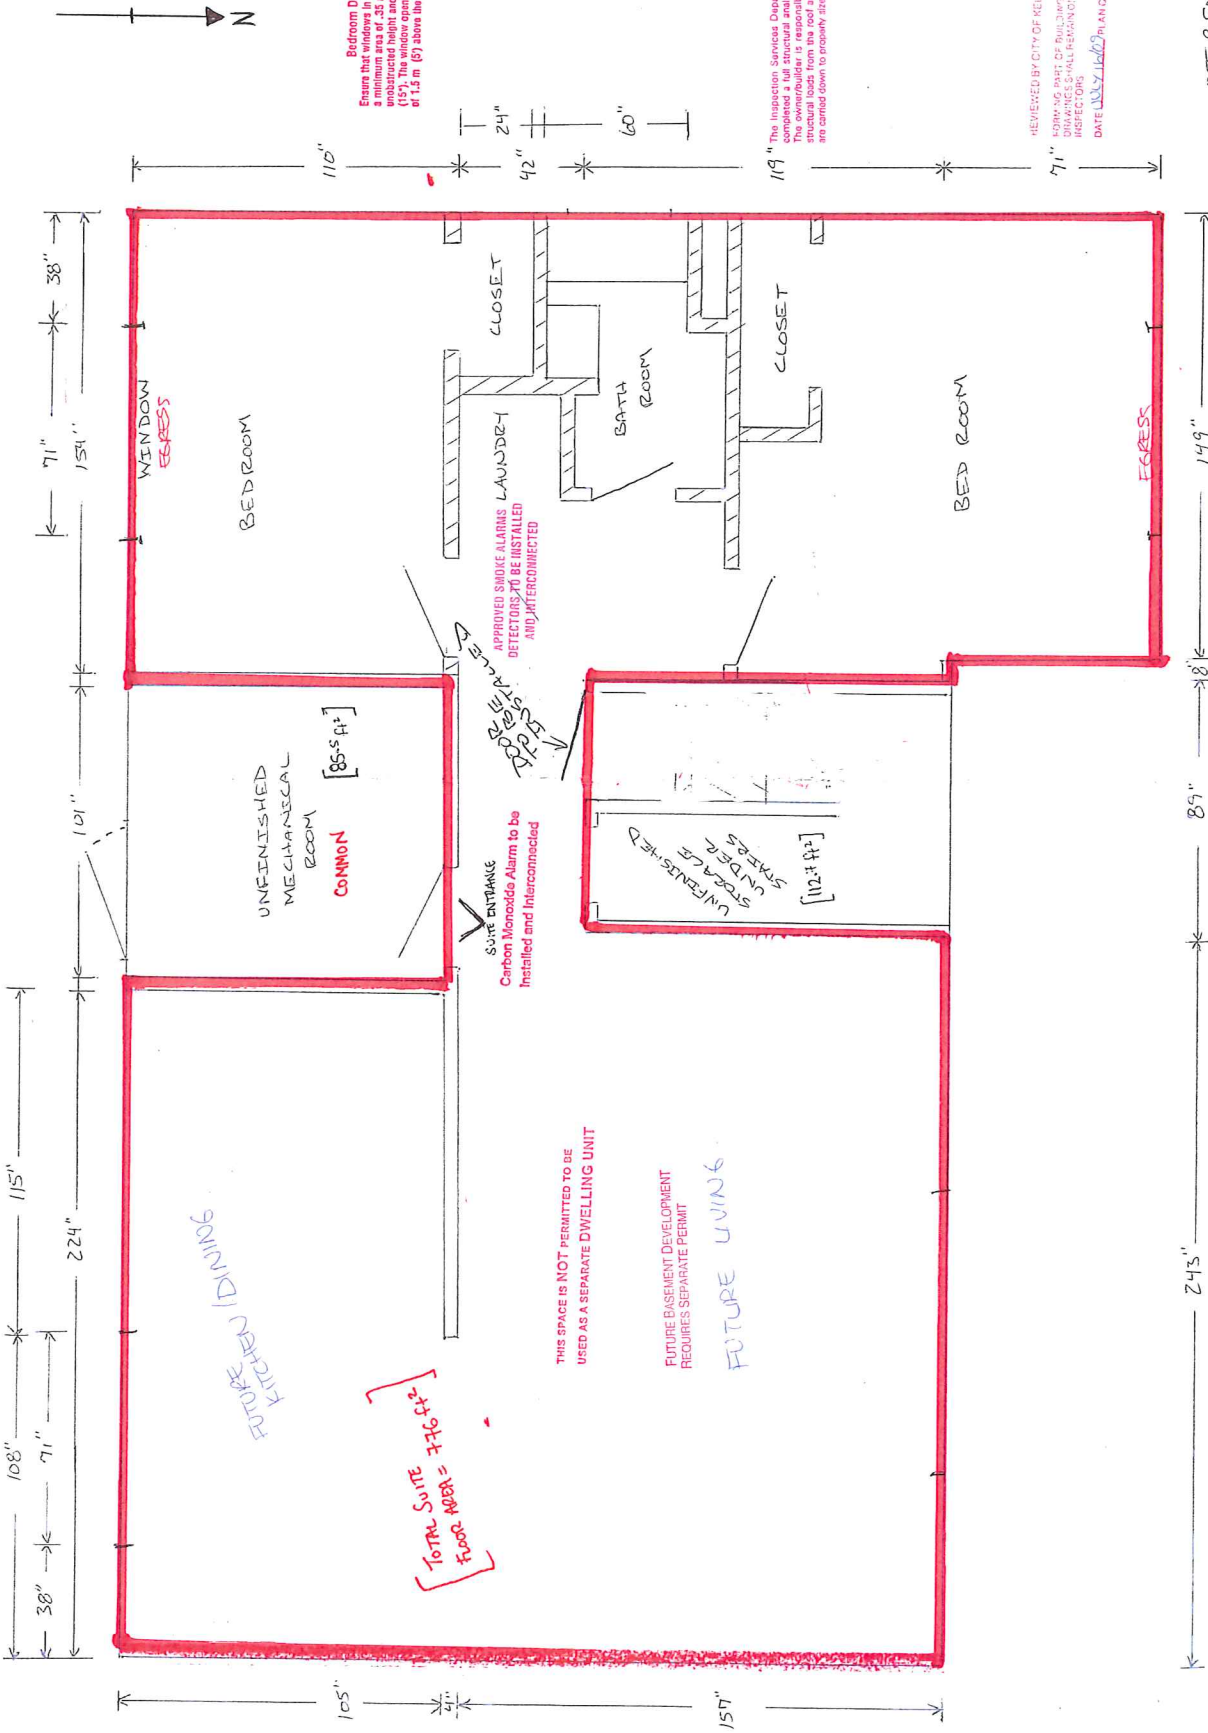 N
Bedroom D
Ensure that windows in
a minimum area of .35
unobstructed height and
(15"). The window open
of 1.5 m (5') above the
The Inspection Services Depa
completed a full structural anal
The owner/builder is responsib
structural loads from the roof a
are carried down to properly size
REVIEWED BY CITY OF KEL
FORMING PART OF BUILDING
DRAWINGS SHALL REMAIN ON
INSPECTORS
DATE JULY 16/09 PLAN C
110"
24"
42"
60"
119"
71"
38"
71"
154"
101"
115"
224"
108"
71"
38"
WINDOW
EGRESS
BEDROOM
CLOSET
LAUNDRY
BATH
ROOM
CLOSET
BED ROOM
EGRESS
APPROVED SMOKE ALARMS
DETECTORS TO BE INSTALLED
AND INTERCONNECTED
UNFINISHED
MECHANICAL
ROOM
[85.5 ft²]
COMMON
SUITE ENTRANCE
Carbon Monoxide Alarm to be
Installed and Interconnected
UNFINISHED
STORAGE
UNDER
STAIRS
[112.7 ft²]
FUTURE
KITCHEN/DINING
[TOTAL SUITE
FLOOR AREA = 776 ft²]
THIS SPACE IS NOT PERMITTED TO BE
USED AS A SEPARATE DWELLING UNIT
FUTURE BASEMENT DEVELOPMENT
REQUIRES SEPARATE PERMIT
FUTURE LIVING
105"
4"
157"
149"
8"
89"
243"